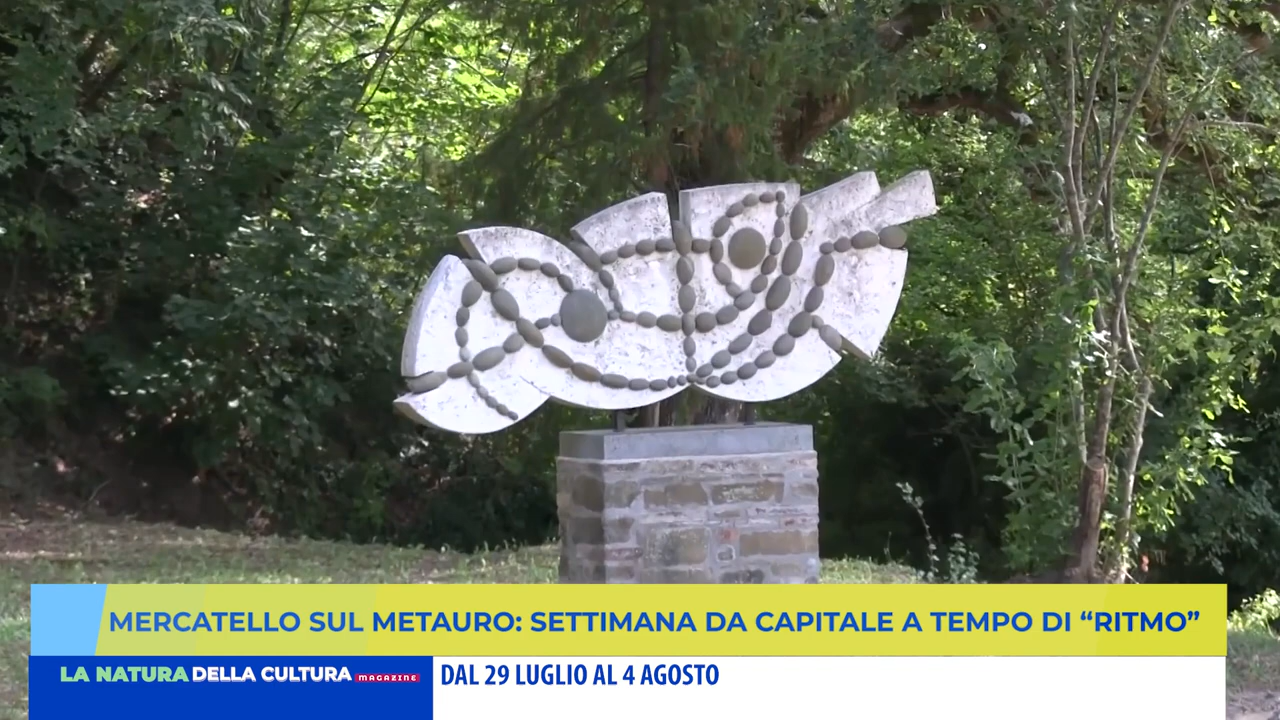 MERCATELLO SUL METAURO: SETTIMANA DA CAPITALE A TEMPO DI “RITMO”
LA NATURA DELLA CULTURA MAGAZINE
DAL 29 LUGLIO AL 4 AGOSTO